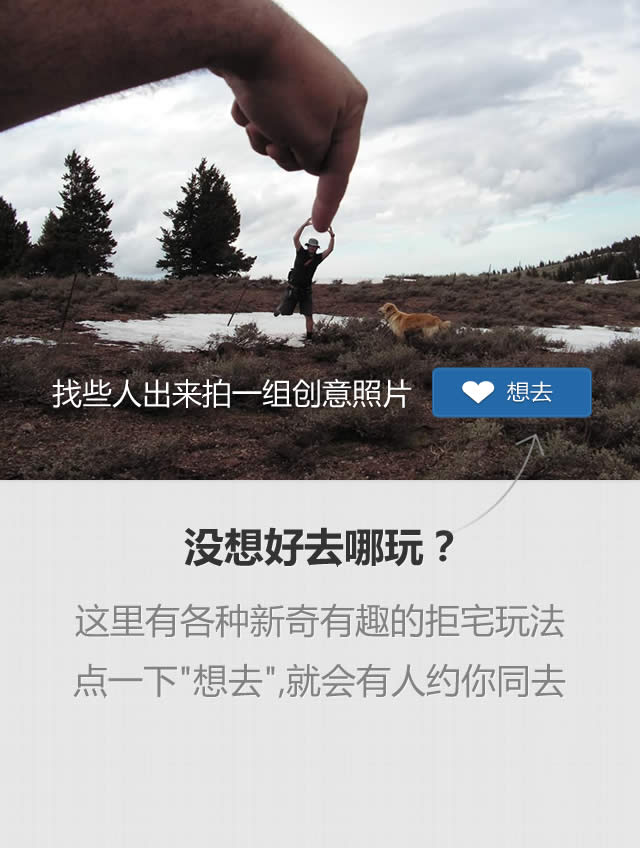 找些人出来拍一组创意照片
想去
没想好去哪玩？
这里有各种新奇有趣的拒宅玩法
点一下"想去",就会有人约你同去